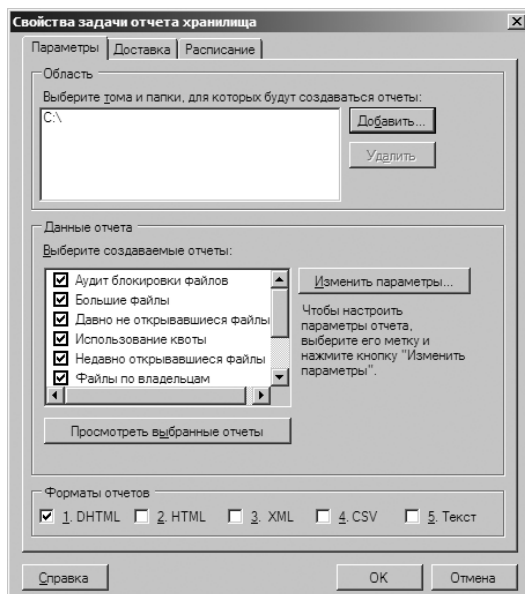 Свойства задачи отчета хранилища
Параметры Доставка Расписание
Область
Выберите тома и папки, для которых будут создаваться отчеты:
C:\
Добавить...
Удалить
Данные отчета
Выберите создаваемые отчеты:
Аудит блокировки файлов
Большие файлы
Давно не открывавшиеся файлы
Использование квоты
Недавно открывавшиеся файлы
Файлы по владельцам
Изменить параметры...
Чтобы настроить
параметры отчета,
выберите его метку и
нажмите кнопку "Изменить
параметры".
Просмотреть выбранные отчеты
Форматы отчетов
1. DHTML 2. HTML 3. XML 4. CSV 5. Текст
Справка OK Отмена